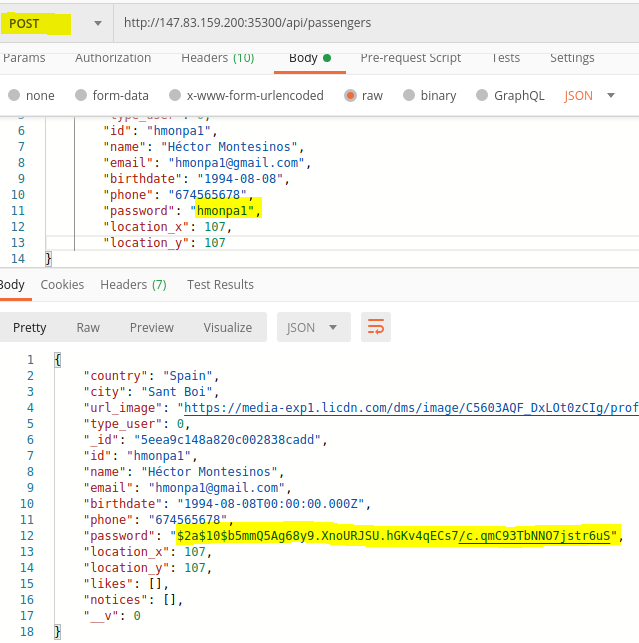 POST http://147.83.159.200:35300/api/passengers
Params Authorization Headers (10) Body Pre-request Script Tests Settings
none form-data x-www-form-urlencoded raw binary GraphQL JSON
5 "type_user": 0,
6 "id": "hmonpa1",
7 "name": "Héctor Montesinos",
8 "email": "hmonpa1@gmail.com",
9 "birthdate": "1994-08-08",
10 "phone": "674565678",
11 "password": "hmonpa1",
12 "location_x": 107,
13 "location_y": 107
14 }
Body Cookies Headers (7) Test Results
Pretty Raw Preview Visualize JSON
1 {
2 "country": "Spain",
3 "city": "Sant Boi",
4 "url_image": "https://media-exp1.licdn.com/dms/image/C5603AQF_DxLOt0zCIg/prof
5 "type_user": 0,
6 "_id": "5eea9c148a820c002838cadd",
7 "id": "hmonpa1",
8 "name": "Héctor Montesinos",
9 "email": "hmonpa1@gmail.com",
10 "birthdate": "1994-08-08T00:00:00.000Z",
11 "phone": "674565678",
12 "password": "$2a$10$b5mmQ5Ag68y9.XnoURJSU.hGKv4qECs7/c.qmC93TbNNO7jstr6uS",
13 "location_x": 107,
14 "location_y": 107,
15 "likes": [],
16 "notices": [],
17 "__v": 0
18 }